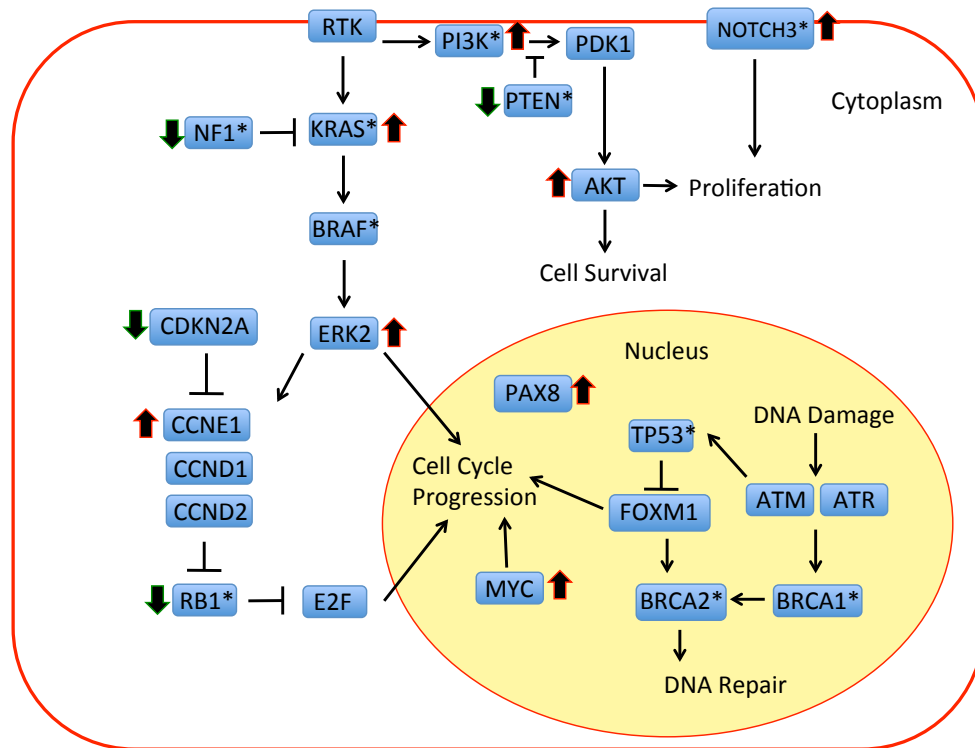 RTK
PI3K*
PDK1
NOTCH3*
PTEN*
Cytoplasm
NF1*
KRAS*
AKT
Proliferation
BRAF*
Cell Survival
CDKN2A
ERK2
Nucleus
PAX8
DNA Damage
CCNE1
TP53*
CCND1
Cell Cycle
Progression
ATM
ATR
CCND2
FOXM1
RB1*
E2F
MYC
BRCA2*
BRCA1*
DNA Repair